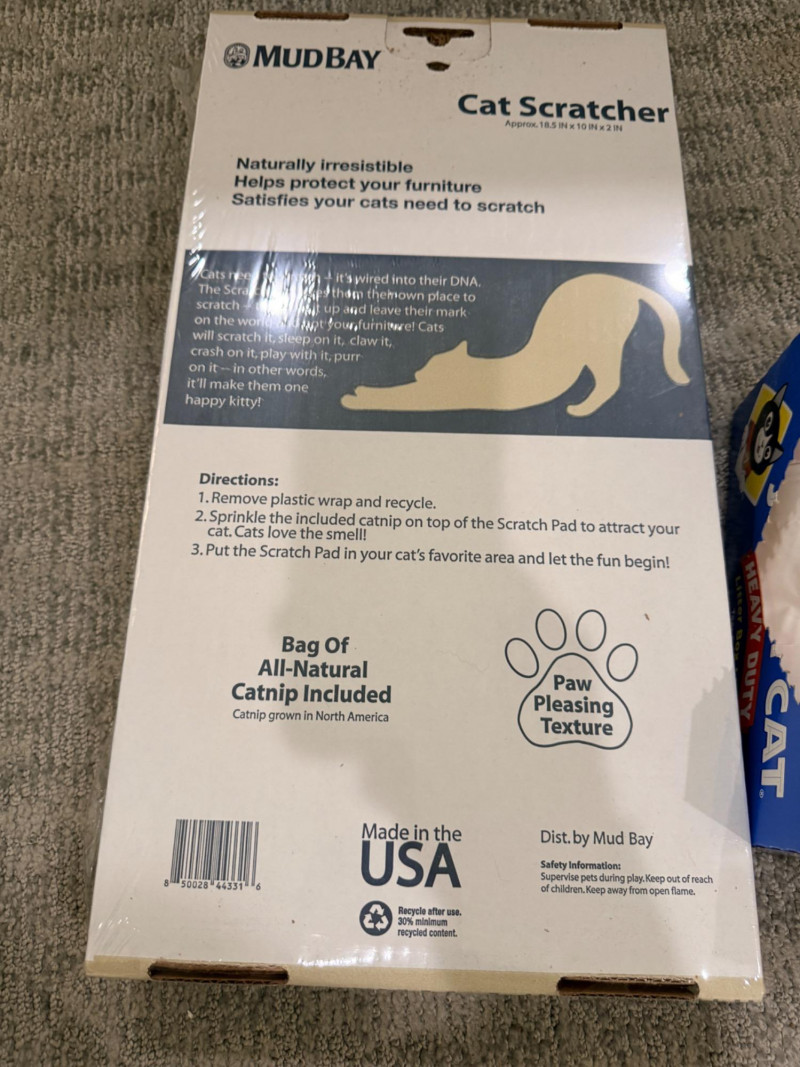 MUDBAY
Cat Scratcher
Approx. 18.5 IN x 10 IN x 2 IN
Naturally irresistible
Helps protect your furniture
Satisfies your cats need to scratch
Cats need – it's wired into their DNA.
The them their own place to
scratch – up and leave their mark
on the world not your furniture! Cats
will scratch it, sleep on it, claw it,
crash on it, play with it, purr
on it – in other words,
it'll make them one
happy kitty!
Directions:
1. Remove plastic wrap and recycle.
2. Sprinkle the included catnip on top of the Scratch Pad to attract your
cat. Cats love the smell!
3. Put the Scratch Pad in your cat's favorite area and let the fun begin!
Bag Of
All-Natural
Catnip Included
Catnip grown in North America
Paw
Pleasing
Texture
8 50028 44331 6
Made in the
USA
Recycle after use.
30% minimum
recycled content.
Dist. by Mud Bay
Safety Information:
Supervise pets during play. Keep out of reach
of children. Keep away from open flame.
HEAVY DUTY
CAT®